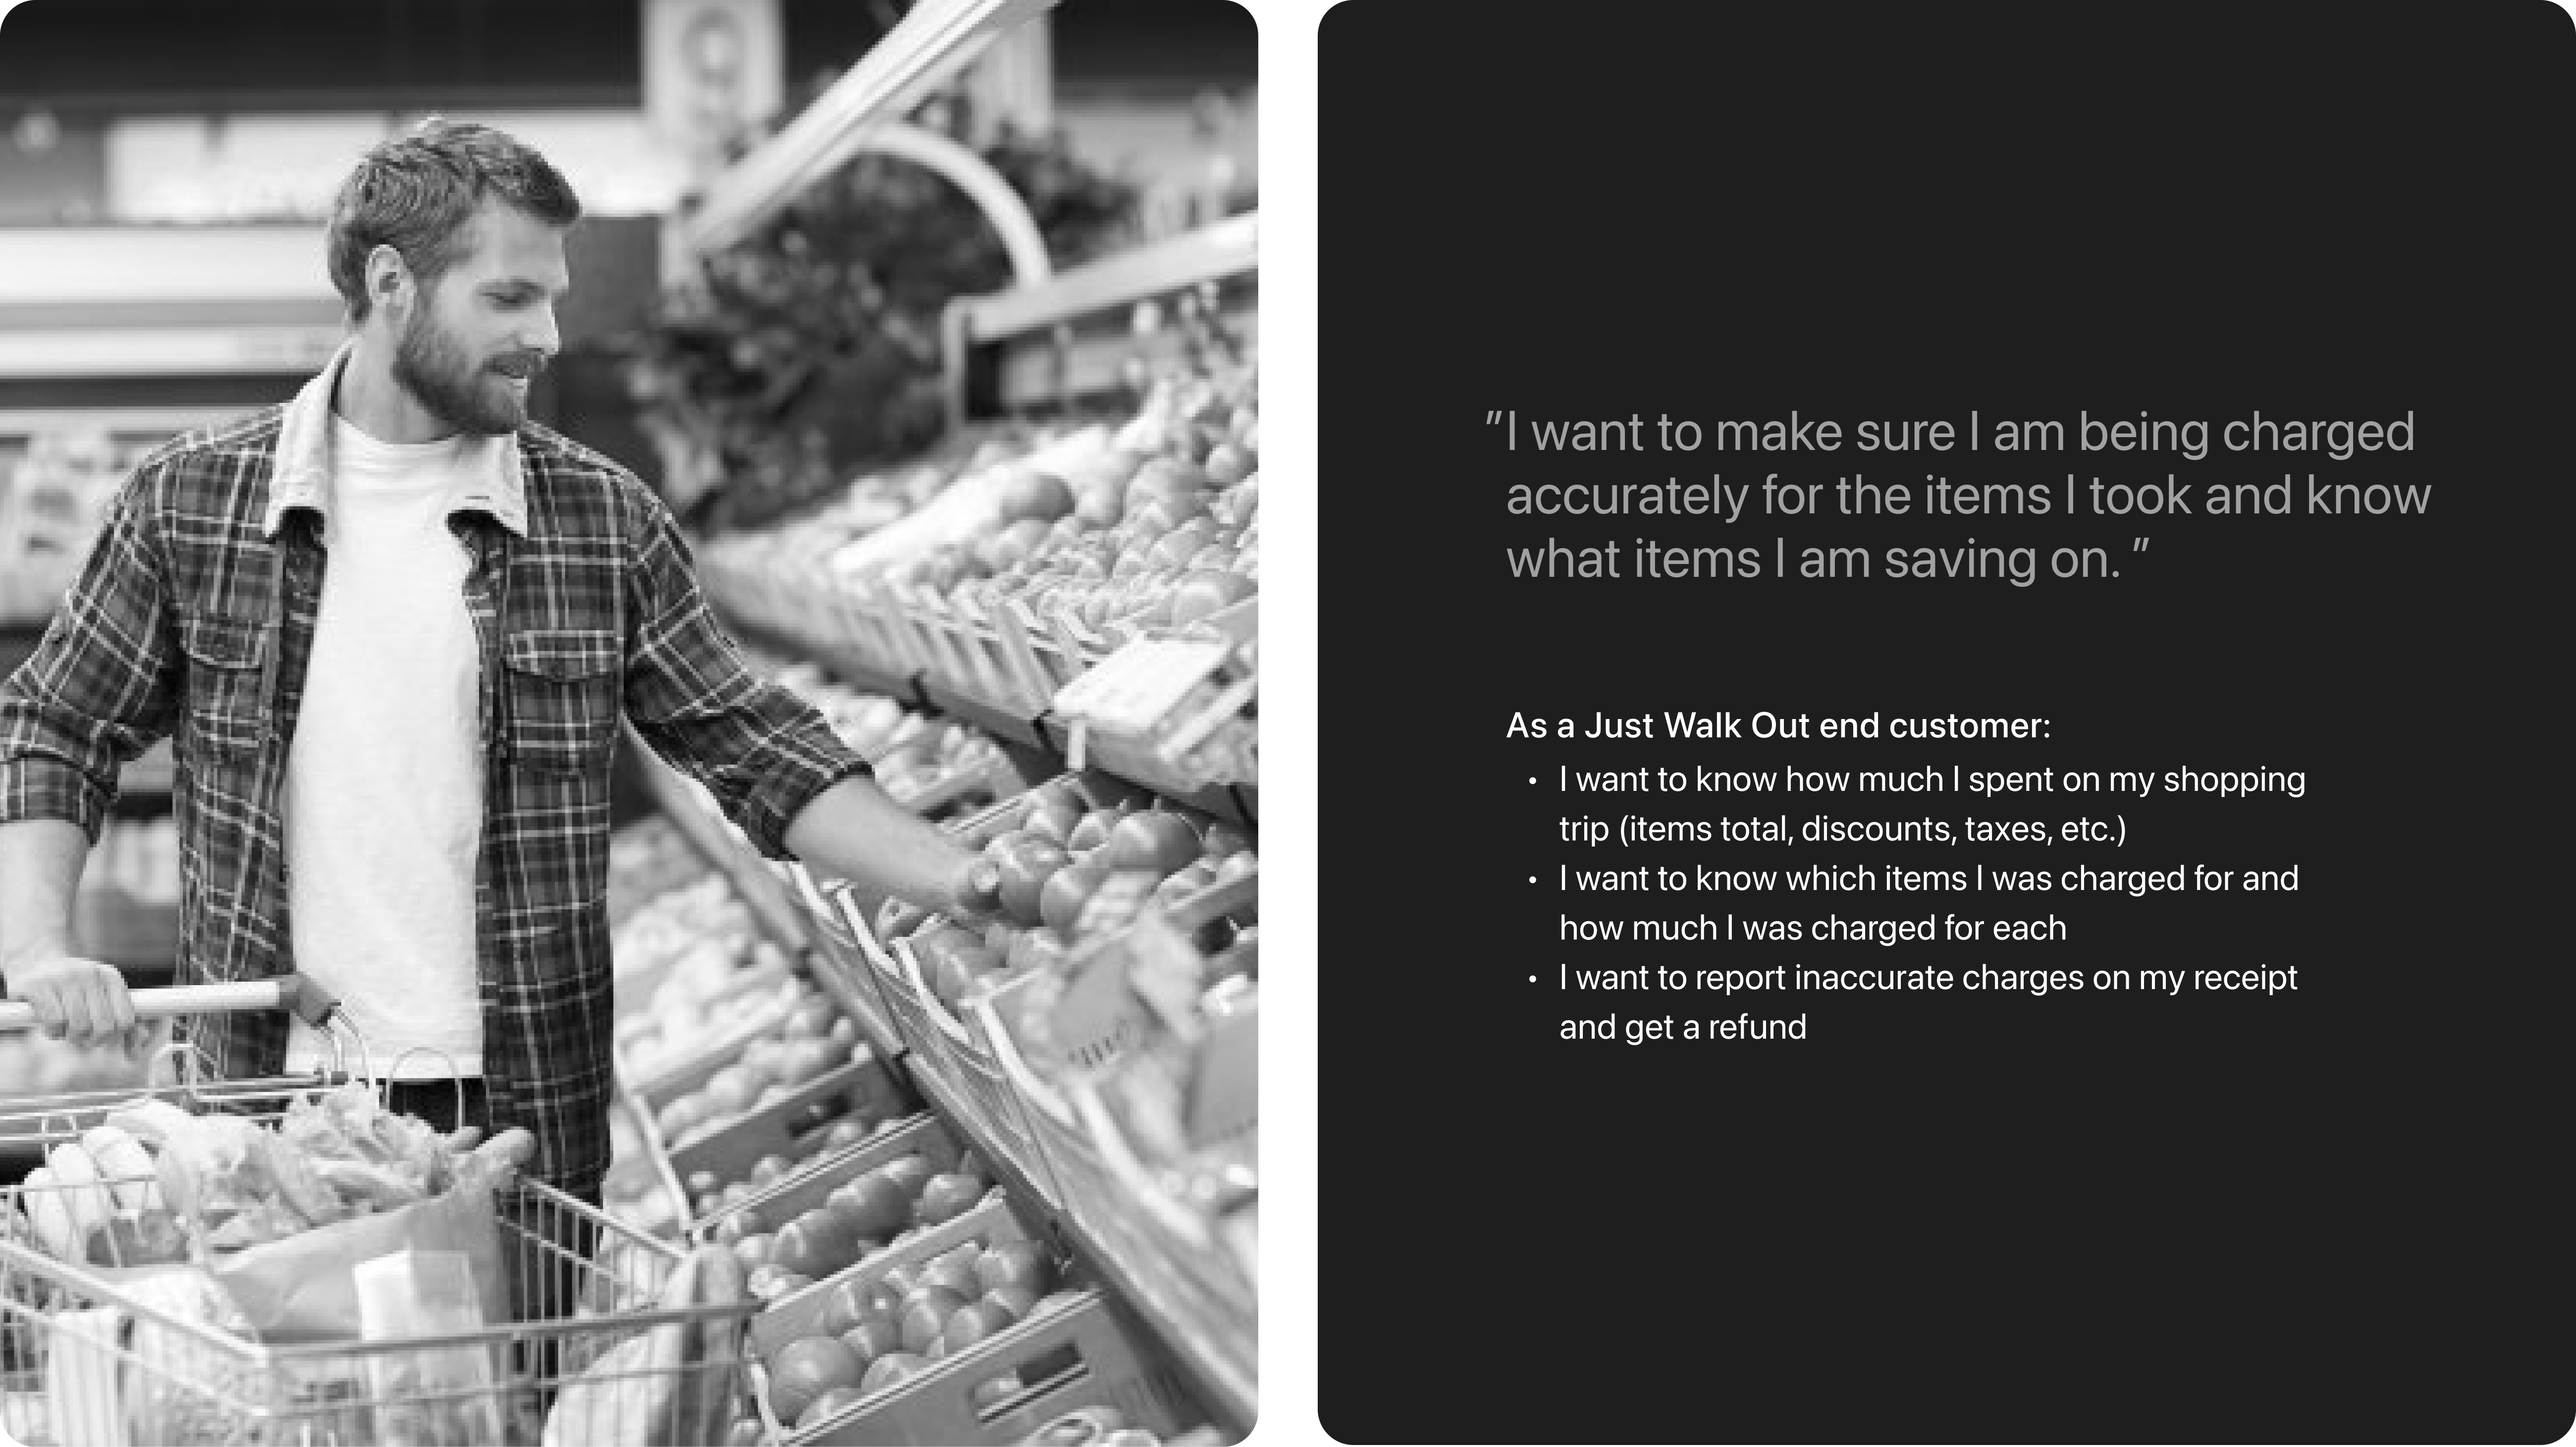 "I want to make sure I am being charged
accurately for the items I took and know
what items I am saving on. "
As a Just Walk Out end customer:
• I want to know how much I spent on my shopping
trip (items total, discounts, taxes, etc.)
• I want to know which items I was charged for and
how much I was charged for each
• I want to report inaccurate charges on my receipt
and get a refund